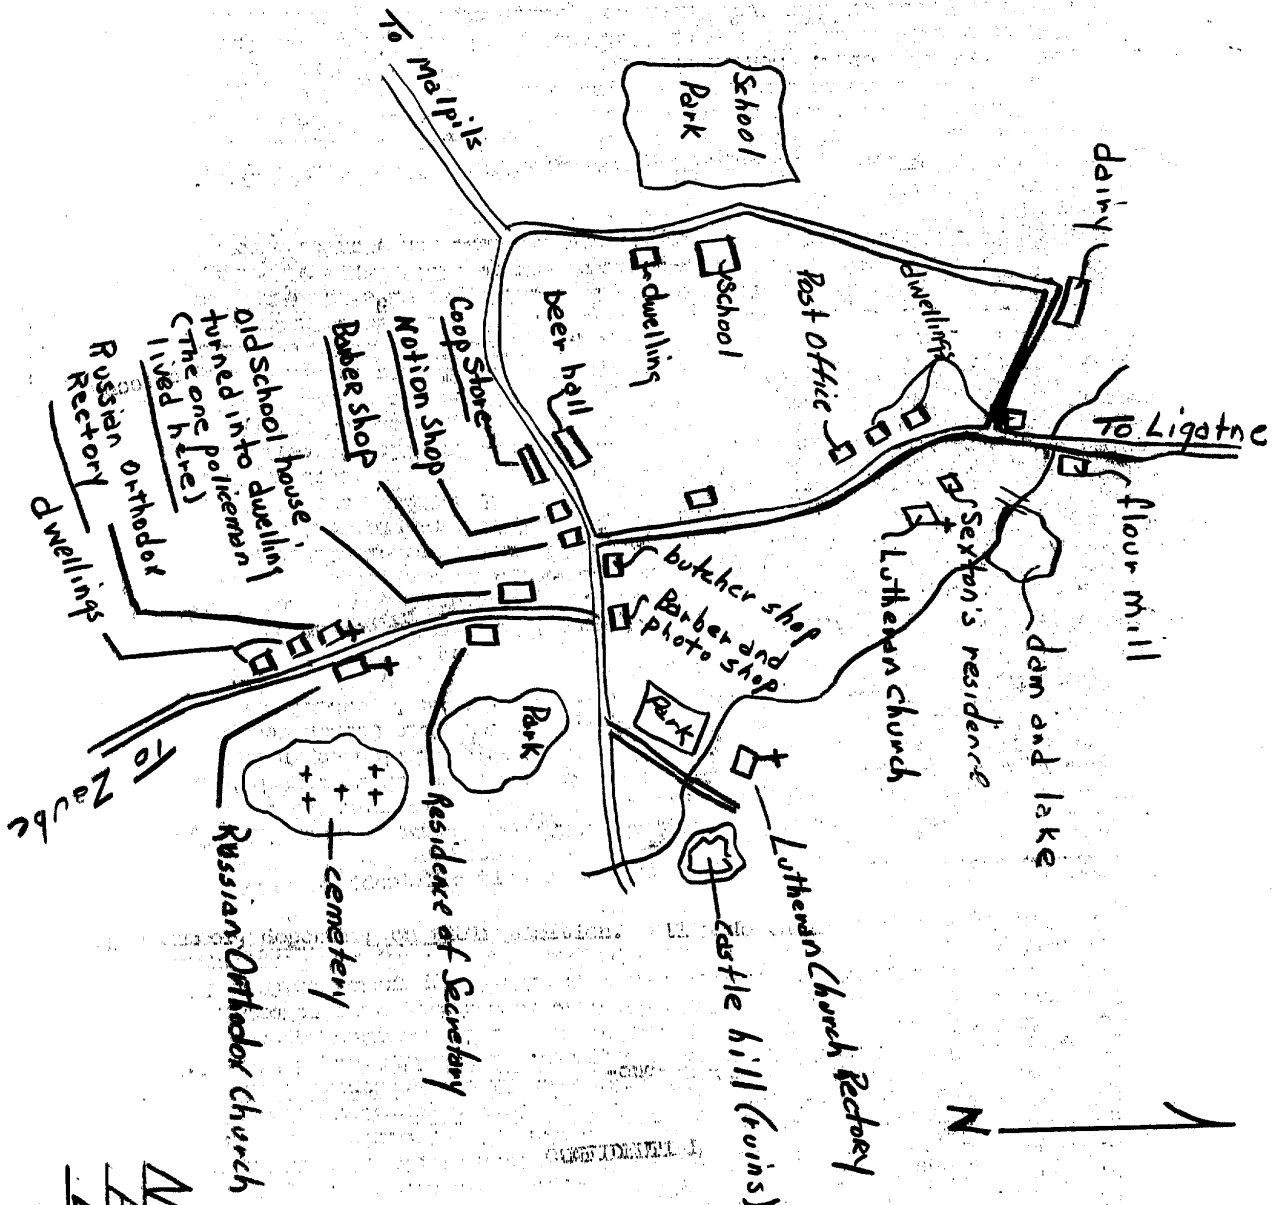 To Malpils
School
Park
dairy
dwelling
School
Post Office
dwellings
To Ligatne
flour mill
dam and lake
Sexton's residence
Lutheran Church
beer hall
Coop Store
Notion Shop
Barber shop
old School house
turned into dwelling
(The one policeman
lived here)
Russian Orthodox
Rectory
dwellings
butcher shop
Barber and
photo shop
Park
Park
To Zaube
cemetery
Russian Orthodox Church
Residence of Secretary
castle hill (ruins)
Lutheran Church Rectory
N